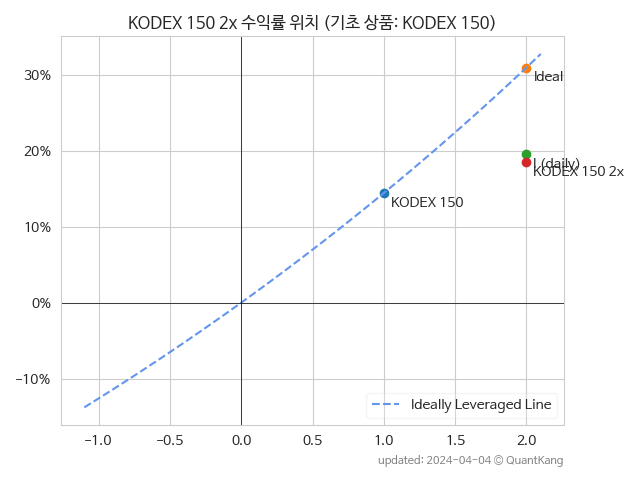 KODEX 150 2x 수익률 위치 (기초 상품: KODEX 150)
30%
20%
10%
0%
−10%
Ideal
(daily)
KODEX 150 2x
KODEX 150
Ideally Leveraged Line
−1.0 −0.5 0.0 0.5 1.0 1.5 2.0
updated: 2024-04-04 © QuantKang